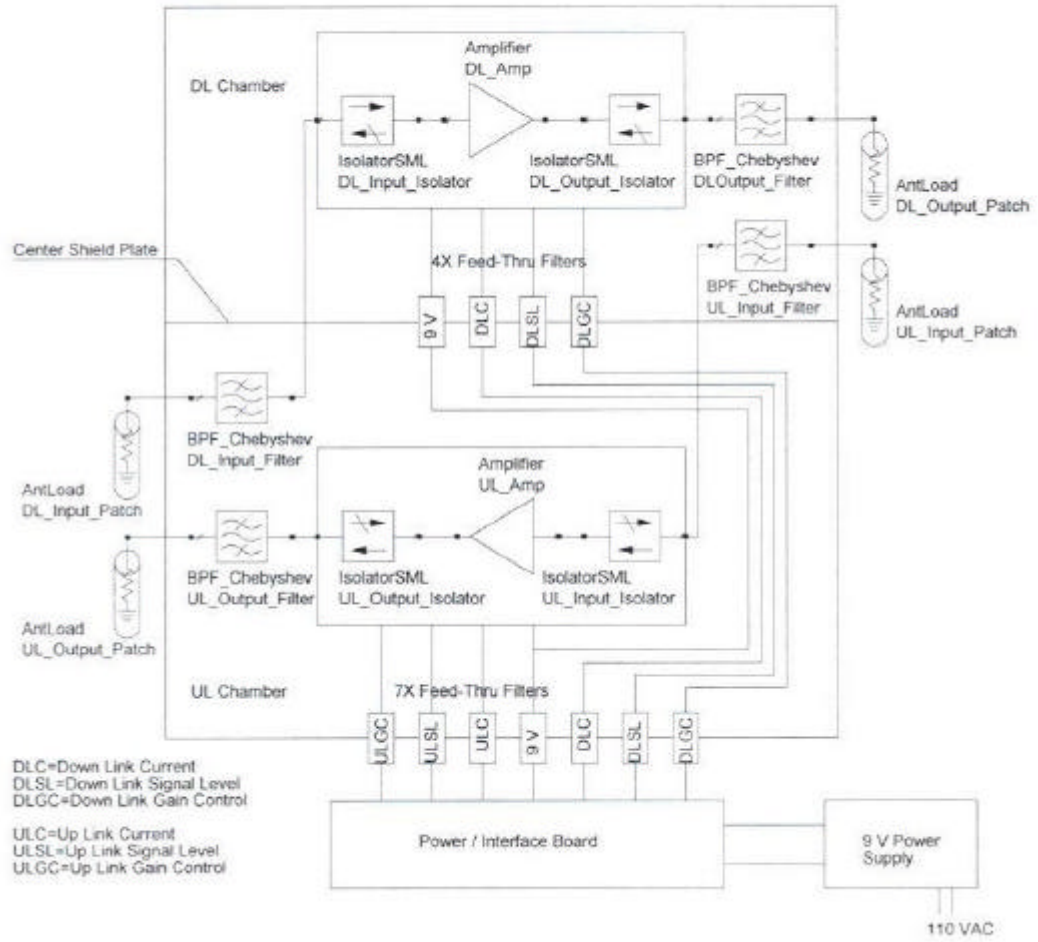 Amplifier
DL_Amp
DL Chamber
IsolatorSML
DL_Input_Isolator
IsolatorSML
DL_Output_Isolator
BPF_Chebyshev
DLOutput_Filter
AntLoad
DL_Output_Patch
Center Shield Plate
4X Feed-Thru Filters
BPF_Chebyshev
UL_Input_Filter
AntLoad
UL_Input_Patch
9 V
DLC
DLSL
DLGC
BPF_Chebyshev
DL_Input_Filter
AntLoad
DL_Input_Patch
Amplifier
UL_Amp
BPF_Chebyshev
UL_Output_Filter
IsolatorSML
UL_Output_Isolator
IsolatorSML
UL_Input_Isolator
AntLoad
UL_Output_Patch
UL Chamber
7X Feed-Thru Filters
ULGC
ULSL
ULC
9 V
DLC
DLSL
DLGC
DLC=Down Link Current
DLSL=Down Link Signal Level
DLGC=Down Link Gain Control
ULC=Up Link Current
ULSL=Up Link Signal Level
ULGC=Up Link Gain Control
Power / Interface Board
9 V Power
Supply
110 VAC